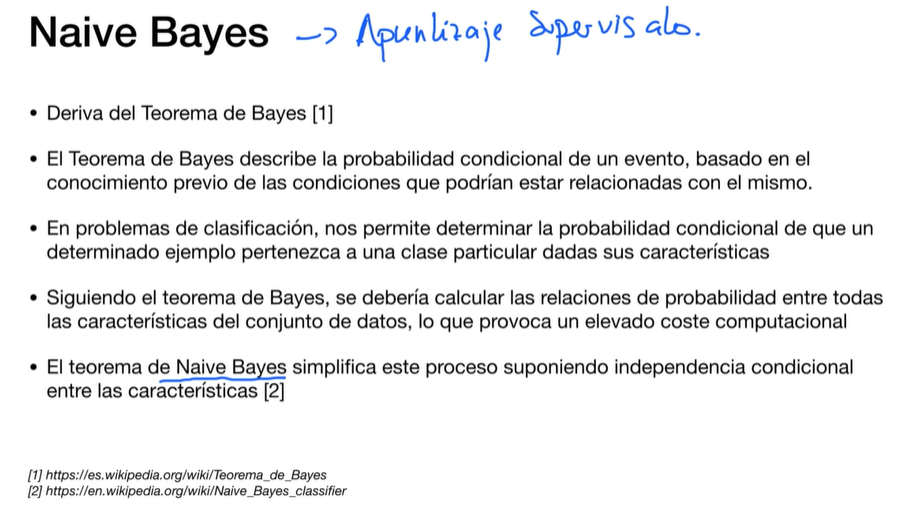 Naive Bayes -> Aprendizaje Supervisado.
• Deriva del Teorema de Bayes [1]
• El Teorema de Bayes describe la probabilidad condicional de un evento, basado en el
conocimiento previo de las condiciones que podrían estar relacionadas con el mismo.
• En problemas de clasificación, nos permite determinar la probabilidad condicional de que un
determinado ejemplo pertenezca a una clase particular dadas sus características
• Siguiendo el teorema de Bayes, se debería calcular las relaciones de probabilidad entre todas
las características del conjunto de datos, lo que provoca un elevado coste computacional
• El teorema de Naive Bayes simplifica este proceso suponiendo independencia condicional
entre las características [2]
[1] https://es.wikipedia.org/wiki/Teorema_de_Bayes
[2] https://en.wikipedia.org/wiki/Naive_Bayes_classifier